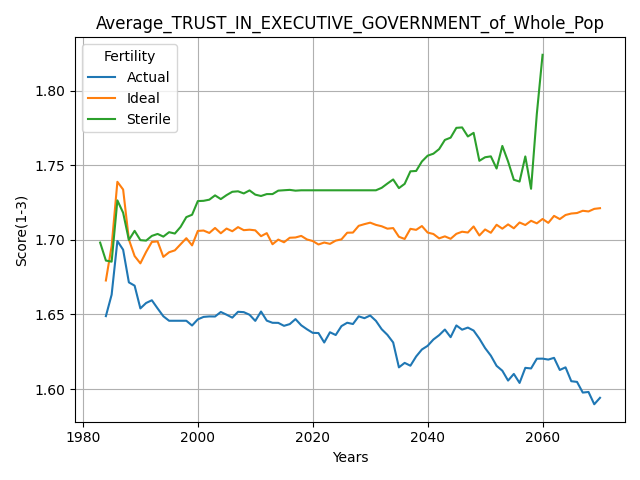 Average_TRUST_IN_EXECUTIVE_GOVERNMENT_of_Whole_Pop
Fertility
Actual
Ideal
Sterile
Score(1-3)
1.80
1.75
1.70
1.65
1.60
1980 2000 2020 2040 2060
Years